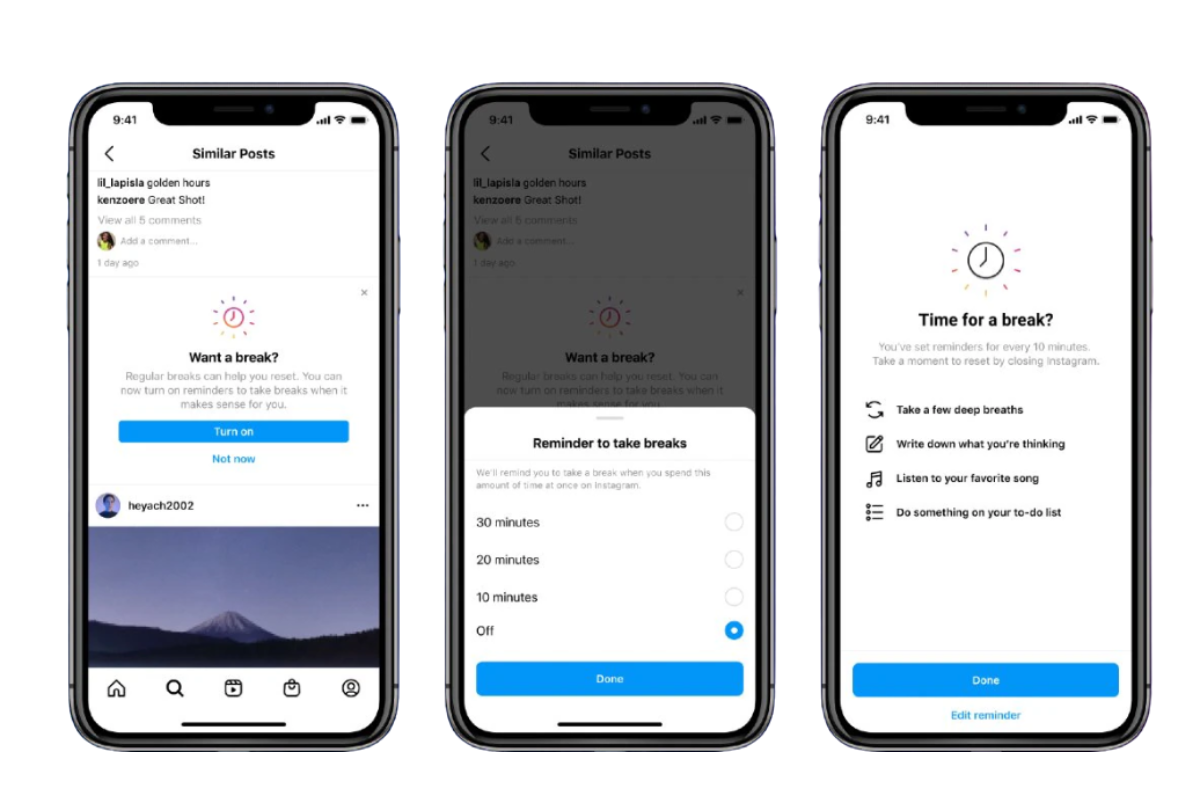 9:41
Similar Posts
lil_lapisla golden hours
kenzoere Great Shot!
View all 5 comments
Add a comment...
1 day ago
Want a break?
Regular breaks can help you reset. You can
now turn on reminders to take breaks when it
makes sense for you.
Turn on
Not now
heyach2002
9:41
Similar Posts
lil_lapisla golden hours
kenzoere Great Shot!
View all 5 comments
Add a comment...
1 day ago
Want a break?
Regular breaks can help you reset. You can
now turn on reminders to take breaks when it
makes sense for you.
Reminder to take breaks
We'll remind you to take a break when you spend this
amount of time at once on Instagram.
30 minutes
20 minutes
10 minutes
Off
Done
9:41
Time for a break?
You've set reminders for every 10 minutes.
Take a moment to reset by closing Instagram.
Take a few deep breaths
Write down what you're thinking
Listen to your favorite song
Do something on your to-do list
Done
Edit reminder